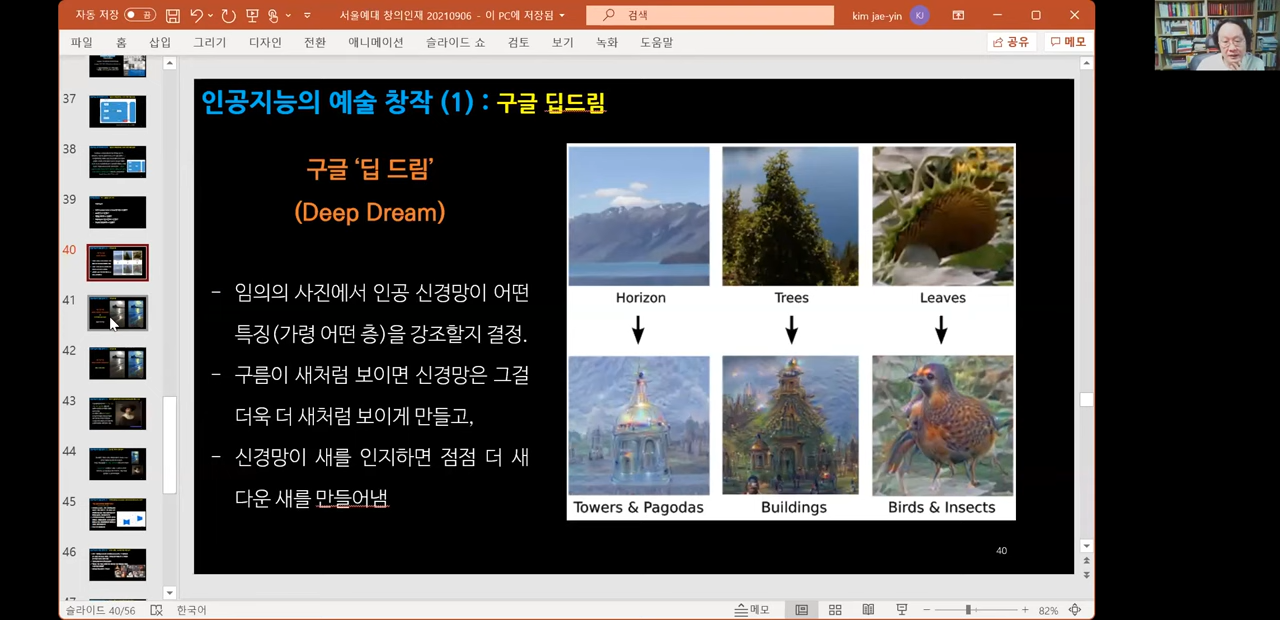 자동 저장 끔
서울예대 창의인재 20210906 - 이 PC에 저장됨
검색
kim jae-yin KJ
파일 홈 삽입 그리기 디자인 전환 애니메이션 슬라이드 쇼 검토 보기 녹화 도움말
공유 메모
37
38
39
40
41
42
43
44
45
46
인공지능의 예술 창작 (1) : 구글 딥드림
구글 ‘딥 드림’
(Deep Dream)
- 임의의 사진에서 인공 신경망이 어떤
특징(가령 어떤 층)을 강조할지 결정.
- 구름이 새처럼 보이면 신경망은 그걸
더욱 더 새처럼 보이게 만들고,
- 신경망이 새를 인지하면 점점 더 새
다운 새를 만들어냄
Horizon Trees Leaves
Towers & Pagodas Buildings Birds & Insects
40
슬라이드 40/56 한국어 메모 82%